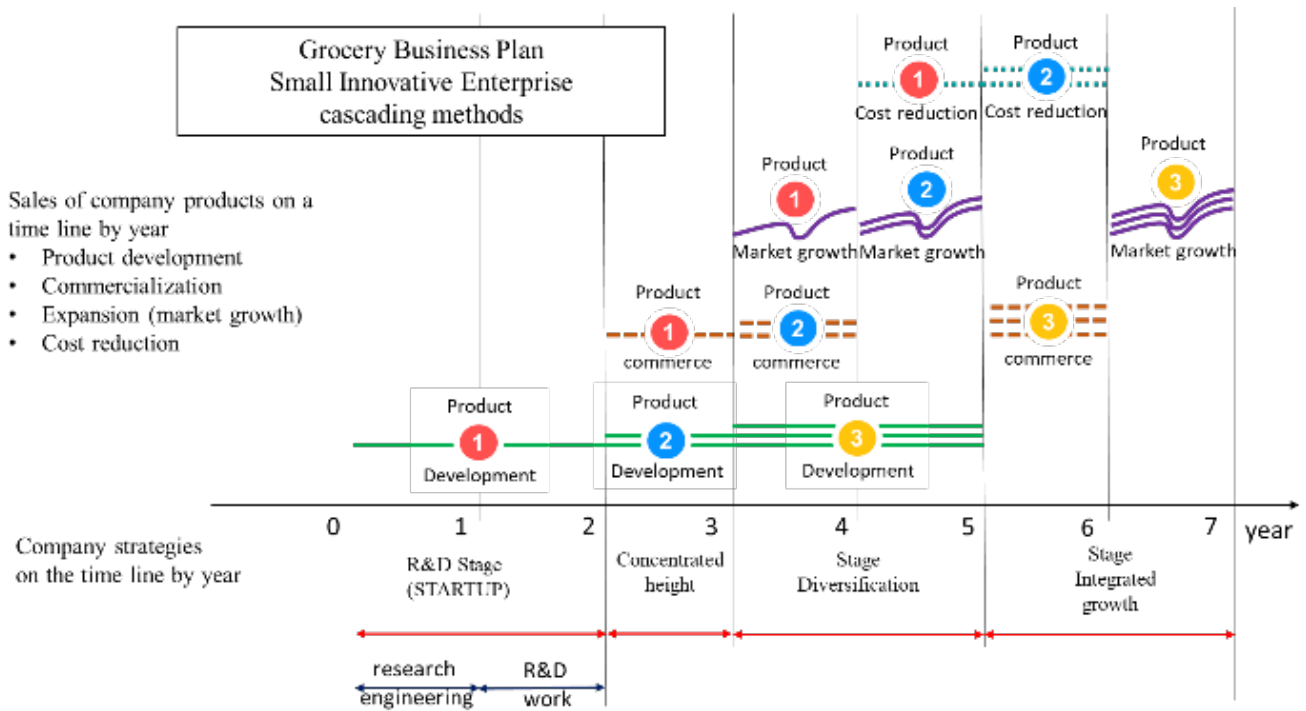 Grocery Business Plan
Small Innovative Enterprise
cascading methods
Product
1
Cost reduction
Product
2
Cost reduction
Sales of company products on a
time line by year
• Product development
• Commercialization
• Expansion (market growth)
• Cost reduction
Product
1
Market growth
Product
2
Market growth
Product
3
Market growth
Product
1
commerce
Product
2
commerce
Product
3
commerce
Product
1
Development
Product
2
Development
Product
3
Development
0 1 2 3 4 5 6 7 year
Company strategies
on the time line by year
R&D Stage
(STARTUP)
Concentrated
height
Stage
Diversification
Stage
Integrated
growth
research
engineering
R&D
work